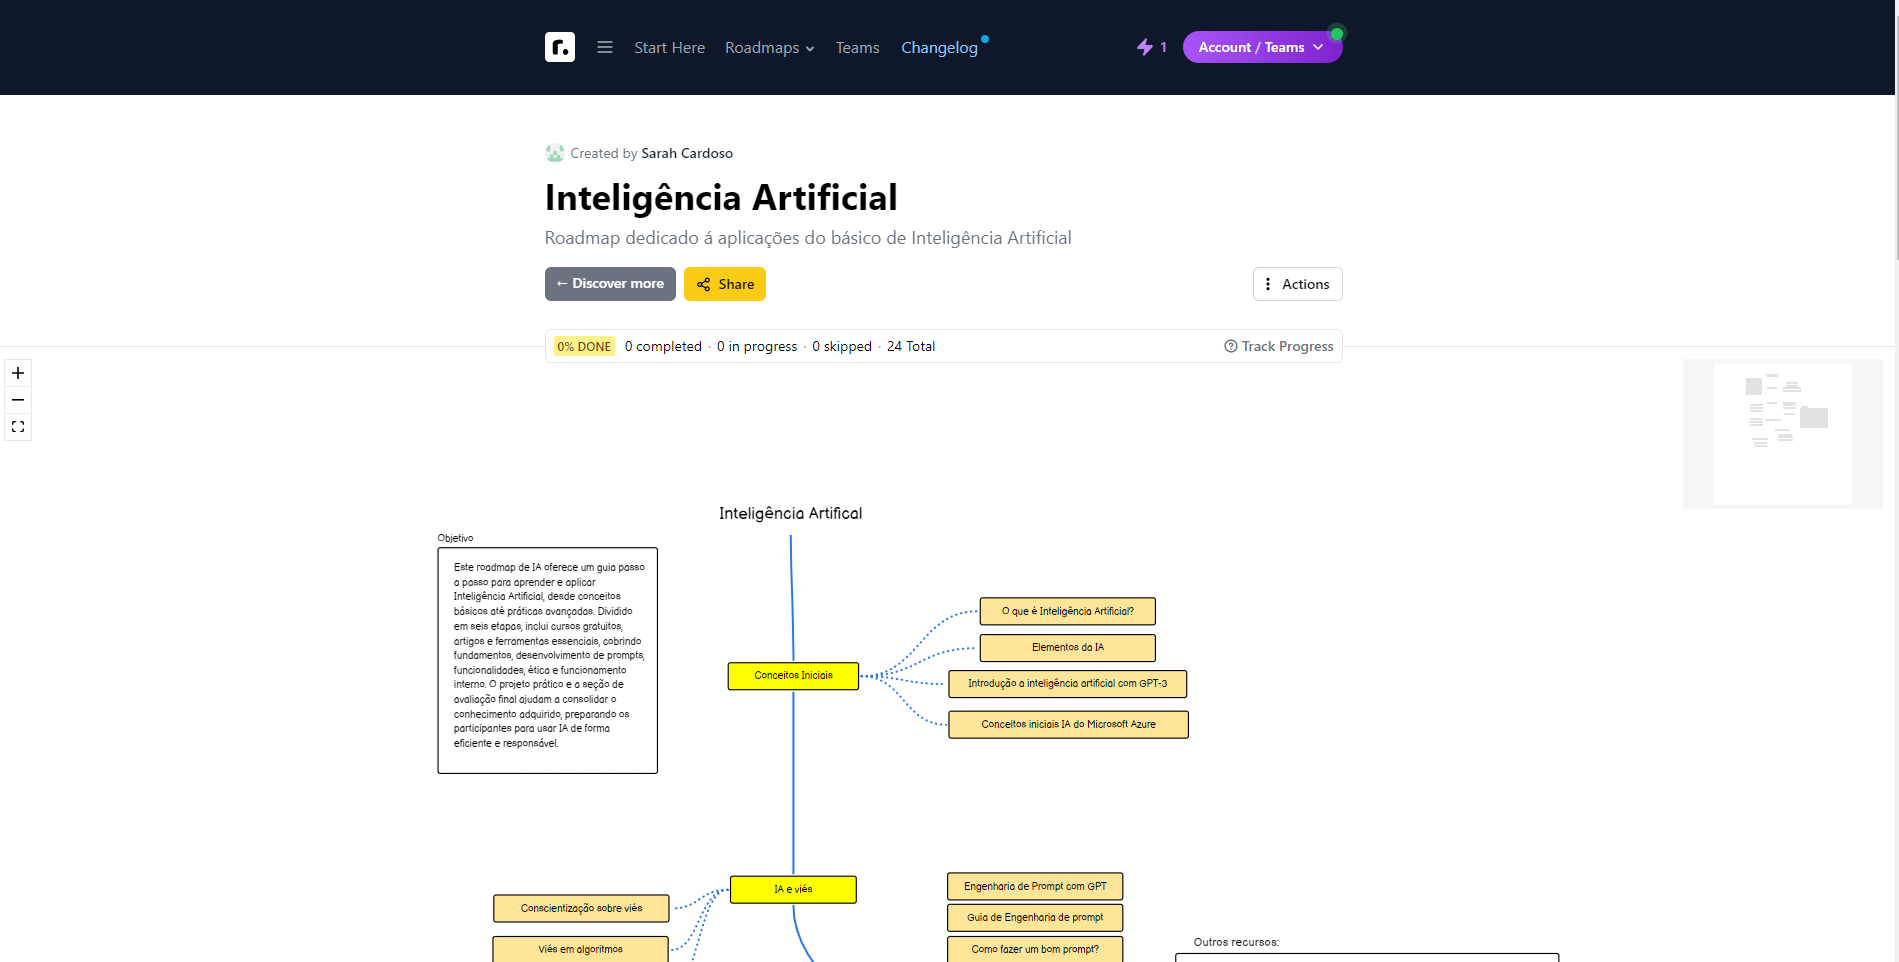 r.
Start Here
Roadmaps
Teams
Changelog
1
Account / Teams
Created by Sarah Cardoso
Inteligência Artificial
Roadmap dedicado á aplicações do básico de Inteligência Artificial
← Discover more
Share
Actions
0% DONE
0 completed · 0 in progress · 0 skipped · 24 Total
Track Progress
Inteligência Artifical
Objetivo
Este roadmap de IA oferece um guia passo
a passo para aprender e aplicar
Inteligência Artificial, desde conceitos
básicos até práticas avançadas. Dividido
em seis etapas, inclui cursos gratuitos,
artigos e ferramentas essenciais, cobrindo
fundamentos, desenvolvimento de prompts,
funcionalidades, ética e funcionamento
interno. O projeto prático e a seção de
avaliação final ajudam a consolidar o
conhecimento adquirido, preparando os
participantes para usar IA de forma
eficiente e responsável.
O que é Inteligência Artificial?
Elementos da IA
Conceitos Iniciais
Introdução a inteligência artificial com GPT-3
Conceitos iniciais IA do Microsoft Azure
IA e viés
Conscientização sobre viés
Viés em algoritmos
Engenharia de Prompt com GPT
Guia de Engenharia de prompt
Como fazer um bom prompt?
Outros recursos: